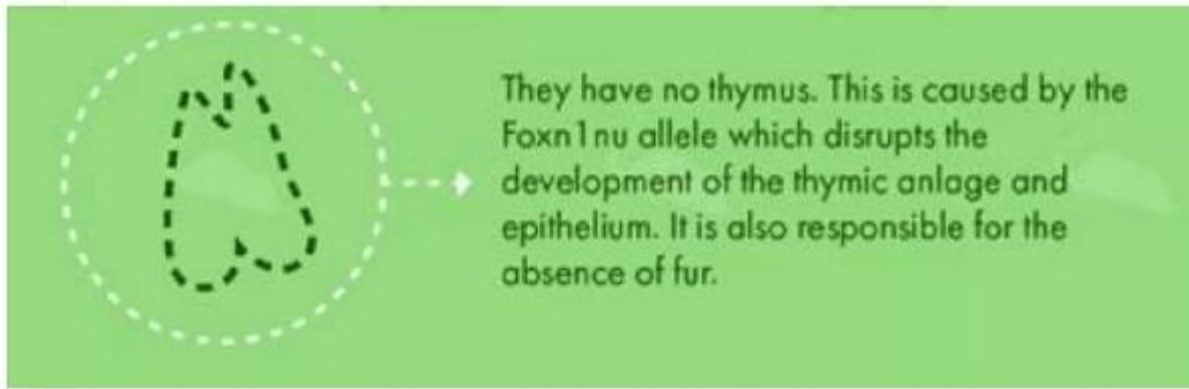 They have no thymus. This is caused by the
Foxn1nu allele which disrupts the
development of the thymic anlage and
epithelium. It is also responsible for the
absence of fur.